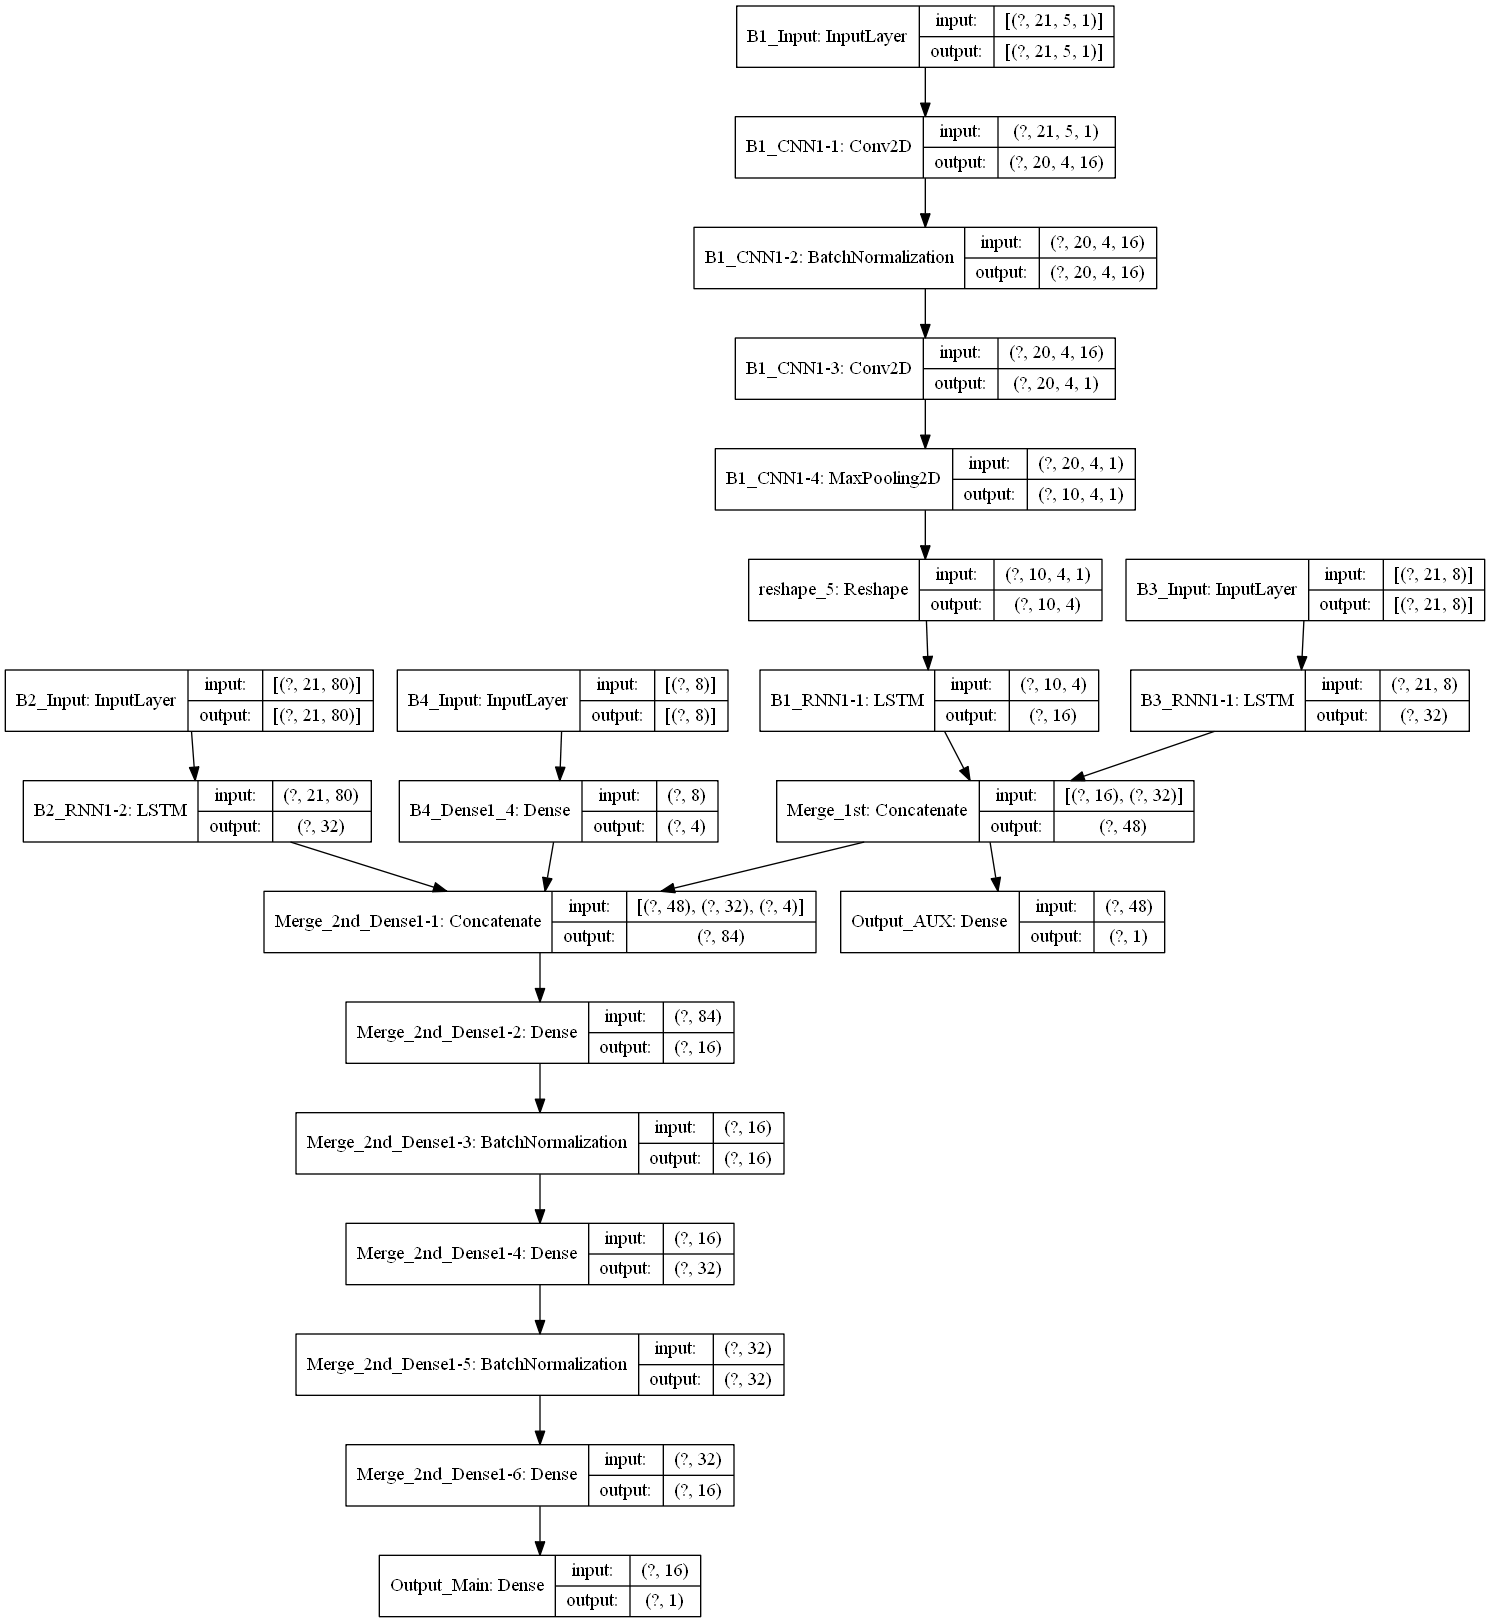 B1_Input: InputLayer
input: [(?, 21, 5, 1)]
output: [(?, 21, 5, 1)]
B1_CNN1-1: Conv2D
input: (?, 21, 5, 1)
output: (?, 20, 4, 16)
B1_CNN1-2: BatchNormalization
input: (?, 20, 4, 16)
output: (?, 20, 4, 16)
B1_CNN1-3: Conv2D
input: (?, 20, 4, 16)
output: (?, 20, 4, 1)
B1_CNN1-4: MaxPooling2D
input: (?, 20, 4, 1)
output: (?, 10, 4, 1)
reshape_5: Reshape
input: (?, 10, 4, 1)
output: (?, 10, 4)
B3_Input: InputLayer
input: [(?, 21, 8)]
output: [(?, 21, 8)]
B2_Input: InputLayer
input: [(?, 21, 80)]
output: [(?, 21, 80)]
B4_Input: InputLayer
input: [(?, 8)]
output: [(?, 8)]
B1_RNN1-1: LSTM
input: (?, 10, 4)
output: (?, 16)
B3_RNN1-1: LSTM
input: (?, 21, 8)
output: (?, 32)
B2_RNN1-2: LSTM
input: (?, 21, 80)
output: (?, 32)
B4_Dense1_4: Dense
input: (?, 8)
output: (?, 4)
Merge_1st: Concatenate
input: [(?, 16), (?, 32)]
output: (?, 48)
Merge_2nd_Dense1-1: Concatenate
input: [(?, 48), (?, 32), (?, 4)]
output: (?, 84)
Output_AUX: Dense
input: (?, 48)
output: (?, 1)
Merge_2nd_Dense1-2: Dense
input: (?, 84)
output: (?, 16)
Merge_2nd_Dense1-3: BatchNormalization
input: (?, 16)
output: (?, 16)
Merge_2nd_Dense1-4: Dense
input: (?, 16)
output: (?, 32)
Merge_2nd_Dense1-5: BatchNormalization
input: (?, 32)
output: (?, 32)
Merge_2nd_Dense1-6: Dense
input: (?, 32)
output: (?, 16)
Output_Main: Dense
input: (?, 16)
output: (?, 1)